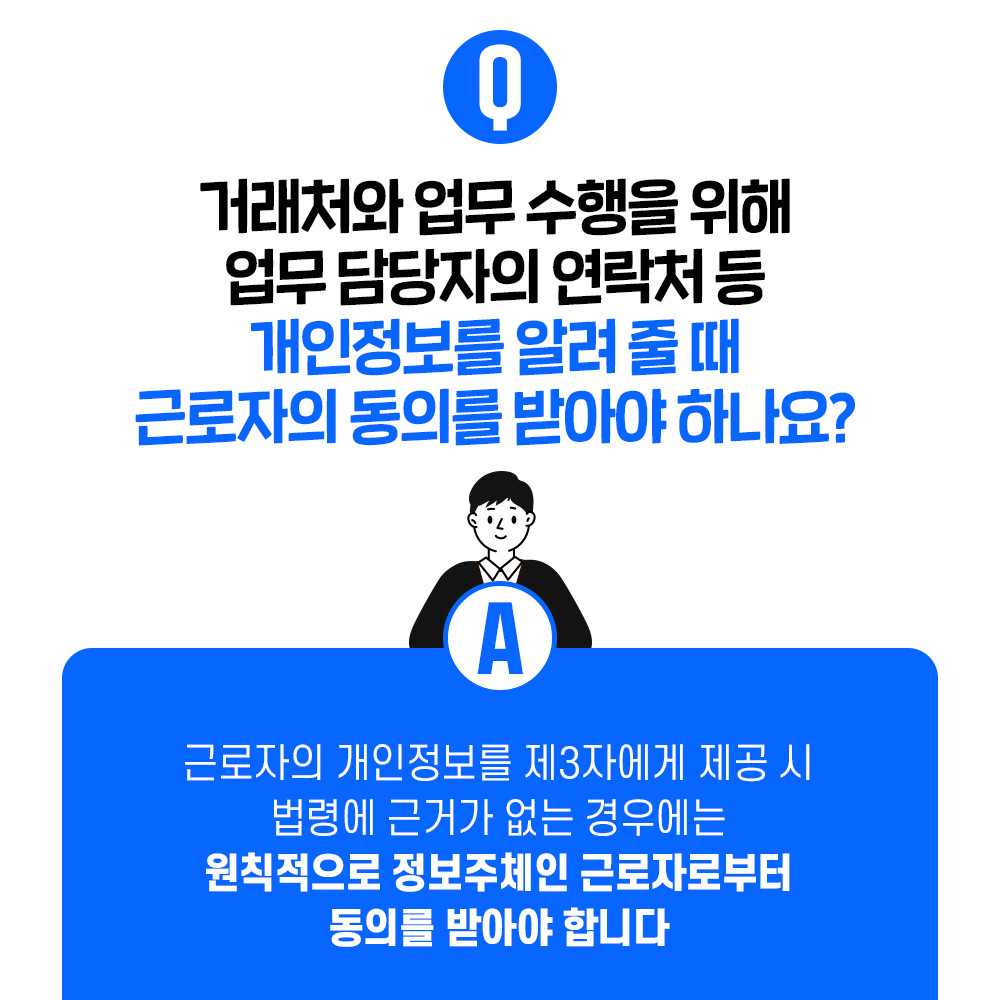 Q
거래처와 업무 수행을 위해
업무 담당자의 연락처 등
개인정보를 알려 줄 때
근로자의 동의를 받아야 하나요?
A
근로자의 개인정보를 제3자에게 제공 시
법령에 근거가 없는 경우에는
원칙적으로 정보주체인 근로자로부터
동의를 받아야 합니다